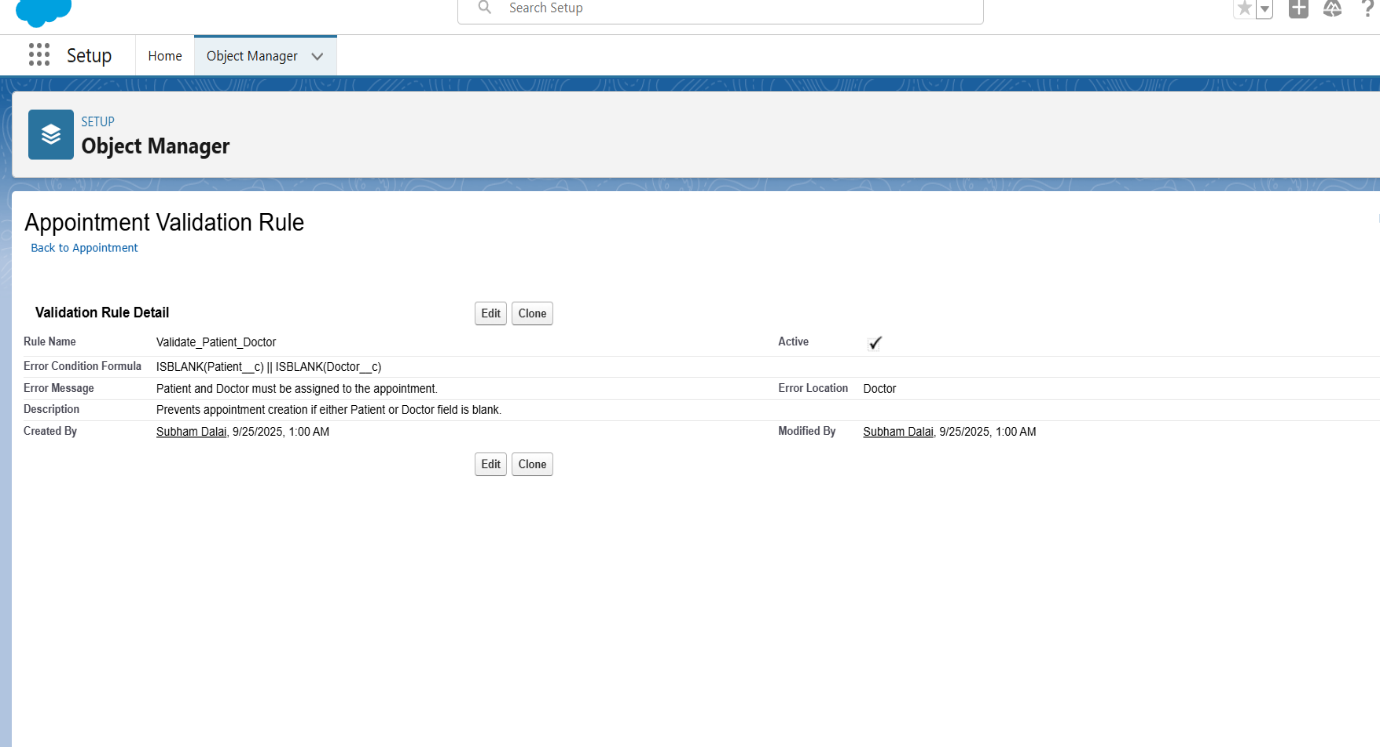 Search Setup
Setup Home Object Manager
SETUP
Object Manager
Appointment Validation Rule
Back to Appointment
Validation Rule Detail Edit Clone
Rule Name Validate_Patient_Doctor Active
Error Condition Formula ISBLANK(Patient__c) || ISBLANK(Doctor__c)
Error Message Patient and Doctor must be assigned to the appointment. Error Location Doctor
Description Prevents appointment creation if either Patient or Doctor field is blank.
Created By Subham Dalai, 9/25/2025, 1:00 AM Modified By Subham Dalai, 9/25/2025, 1:00 AM
Edit Clone